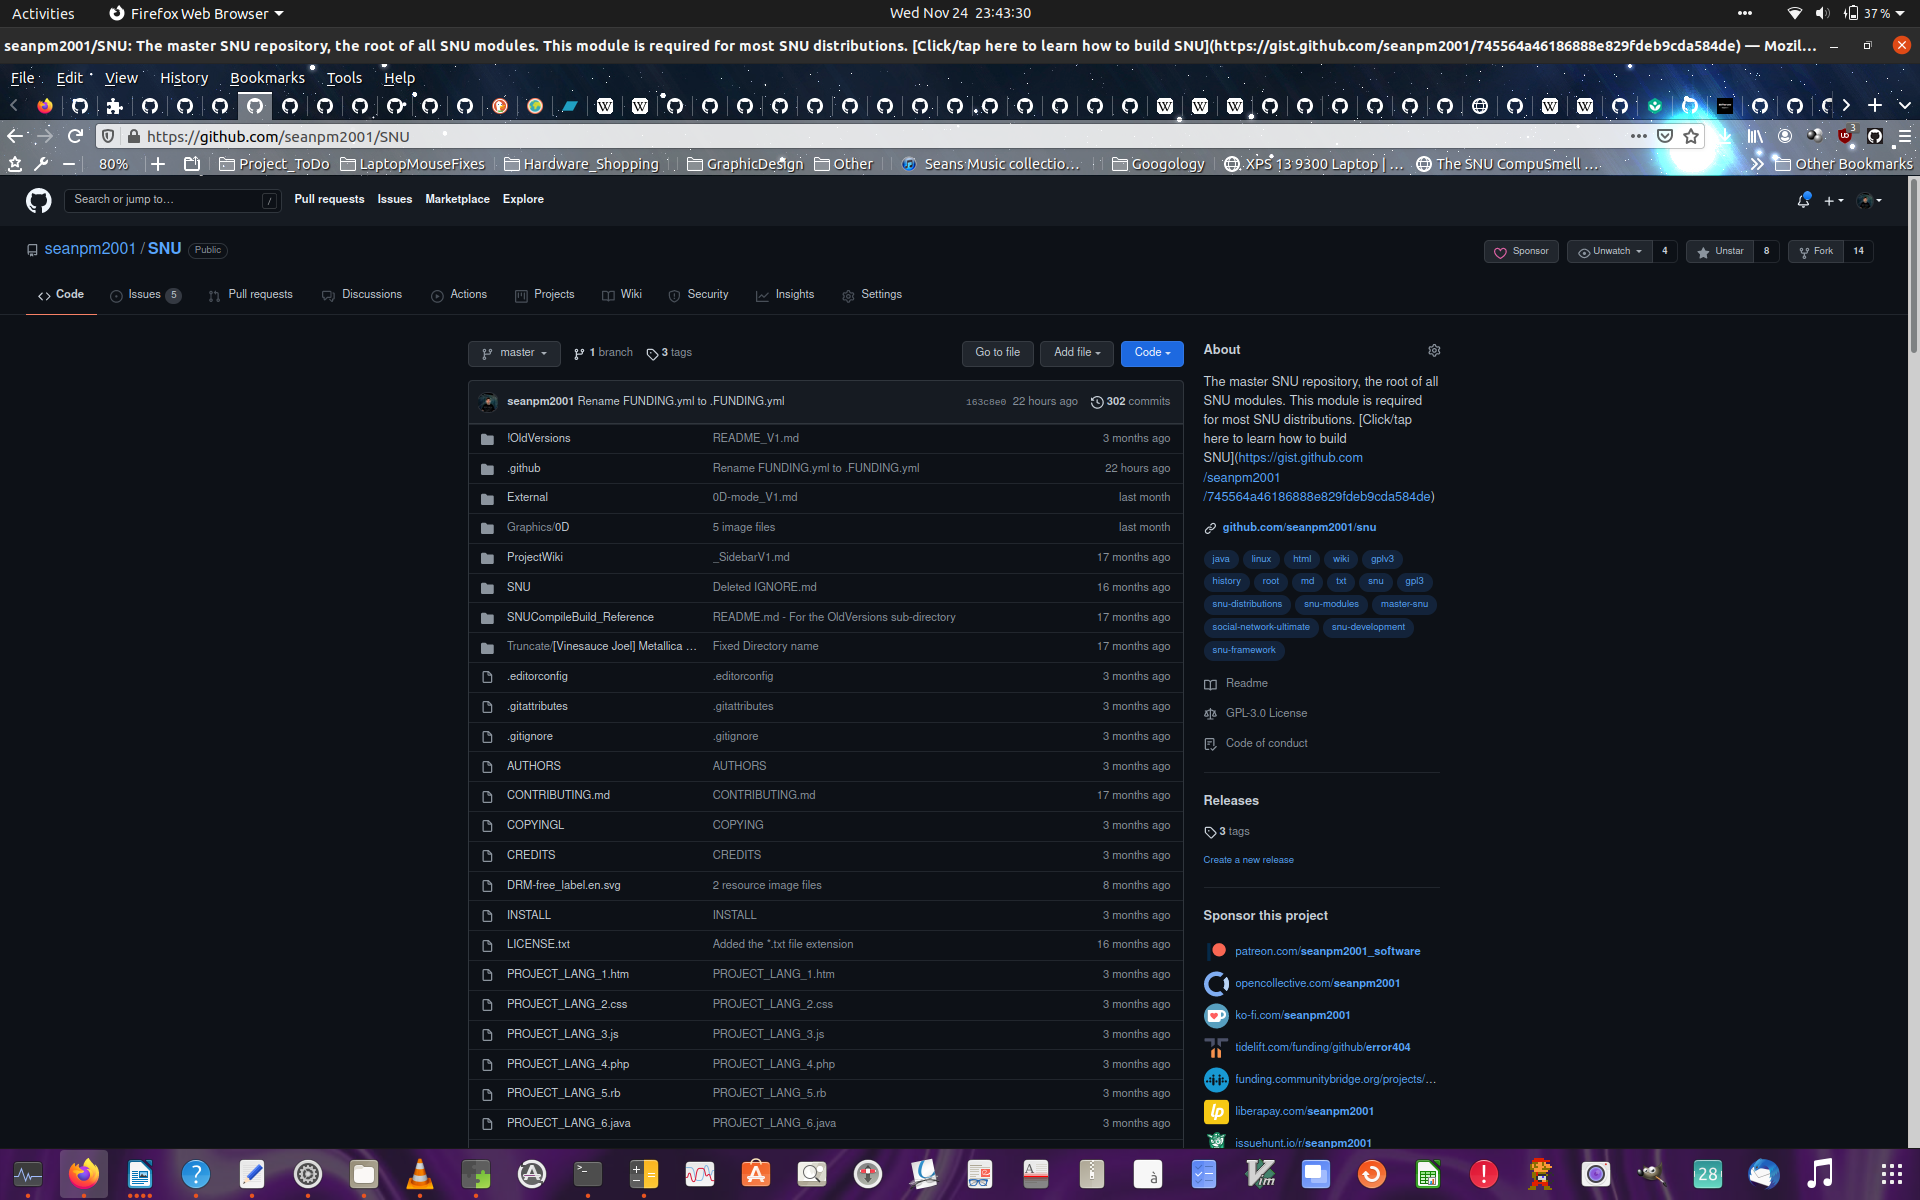 Activities
Firefox Web Browser
Wed Nov 24 23:43:30
37 %
seanpm2001/SNU: The master SNU repository, the root of all SNU modules. This module is required for most SNU distributions. [Click/tap here to learn how to build SNU](https://gist.github.com/seanpm2001/745564a46186888e829fdeb9cda584de) — Mozil…
File Edit View History Bookmarks Tools Help
https://github.com/seanpm2001/SNU
3
80%
Project_ToDo
LaptopMouseFixes
Hardware_Shopping
GraphicDesign
Other
Seans Music collectio…
Googology
XPS 13 9300 Laptop | …
The SNU CompuSmell …
Other Bookmarks
Search or jump to… /
Pull requests Issues Marketplace Explore
seanpm2001 / SNU Public
Sponsor
Unwatch 4
Unstar 8
Fork 14
Code
Issues 5
Pull requests
Discussions
Actions
Projects
Wiki
Security
Insights
Settings
master
1 branch
3 tags
Go to file
Add file
Code
seanpm2001 Rename FUNDING.yml to .FUNDING.yml 163c8e0 22 hours ago 302 commits
!OldVersions README_V1.md 3 months ago
.github Rename FUNDING.yml to .FUNDING.yml 22 hours ago
External 0D-mode_V1.md last month
Graphics/0D 5 image files last month
ProjectWiki _SidebarV1.md 17 months ago
SNU Deleted IGNORE.md 16 months ago
SNUCompileBuild_Reference README.md - For the OldVersions sub-directory 17 months ago
Truncate/[Vinesauce Joel] Metallica … Fixed Directory name 17 months ago
.editorconfig .editorconfig 3 months ago
.gitattributes .gitattributes 3 months ago
.gitignore .gitignore 3 months ago
AUTHORS AUTHORS 3 months ago
CONTRIBUTING.md CONTRIBUTING.md 17 months ago
COPYINGL COPYING 3 months ago
CREDITS CREDITS 3 months ago
DRM-free_label.en.svg 2 resource image files 8 months ago
INSTALL INSTALL 3 months ago
LICENSE.txt Added the *.txt file extension 16 months ago
PROJECT_LANG_1.htm PROJECT_LANG_1.htm 3 months ago
PROJECT_LANG_2.css PROJECT_LANG_2.css 3 months ago
PROJECT_LANG_3.js PROJECT_LANG_3.js 3 months ago
PROJECT_LANG_4.php PROJECT_LANG_4.php 3 months ago
PROJECT_LANG_5.rb PROJECT_LANG_5.rb 3 months ago
PROJECT_LANG_6.java PROJECT_LANG_6.java 3 months ago
About
The master SNU repository, the root of all
SNU modules. This module is required
for most SNU distributions. [Click/tap
here to learn how to build
SNU](https://gist.github.com
/seanpm2001
/745564a46186888e829fdeb9cda584de)
github.com/seanpm2001/snu
java linux html wiki gplv3
history root md txt snu gpl3
snu-distributions snu-modules master-snu
social-network-ultimate snu-development
snu-framework
Readme
GPL-3.0 License
Code of conduct
Releases
3 tags
Create a new release
Sponsor this project
patreon.com/seanpm2001_software
opencollective.com/seanpm2001
ko-fi.com/seanpm2001
tidelift.com/funding/github/error404
funding.communitybridge.org/projects/…
liberapay.com/seanpm2001
issuehunt.io/r/seanpm2001
28